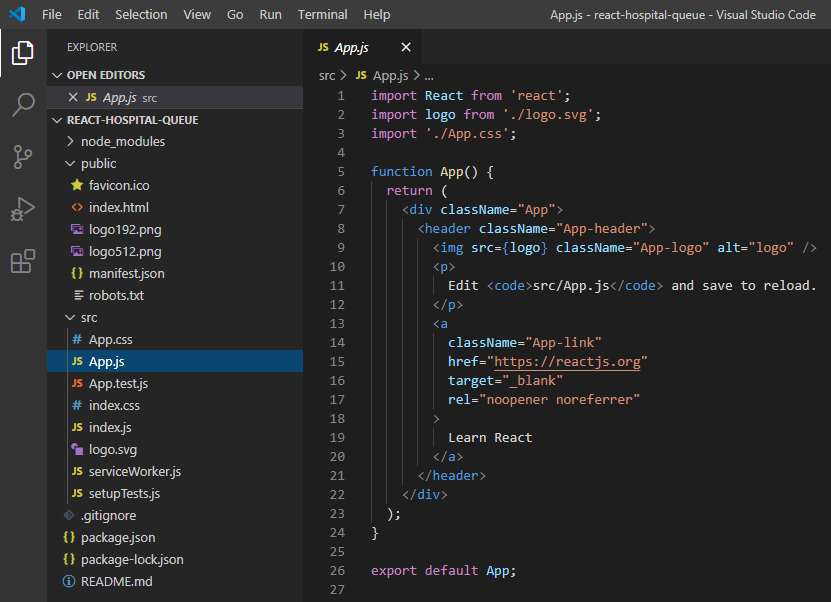 File Edit Selection View Go Run Terminal Help App.js - react-hospital-queue - Visual Studio Code
EXPLORER
OPEN EDITORS
JS App.js src
REACT-HOSPITAL-QUEUE
node_modules
public
favicon.ico
<> index.html
logo192.png
logo512.png
{} manifest.json
robots.txt
src
# App.css
JS App.js
JS App.test.js
# index.css
JS index.js
logo.svg
JS serviceWorker.js
JS setupTests.js
.gitignore
{} package.json
{} package-lock.json
README.md
JS App.js
src > JS App.js > ...
1 import React from 'react';
2 import logo from './logo.svg';
3 import './App.css';
4
5 function App() {
6   return (
7     <div className="App">
8       <header className="App-header">
9         <img src={logo} className="App-logo" alt="logo" />
10         <p>
11           Edit <code>src/App.js</code> and save to reload.
12         </p>
13         <a
14           className="App-link"
15           href="https://reactjs.org"
16           target="_blank"
17           rel="noopener noreferrer"
18         >
19           Learn React
20         </a>
21       </header>
22     </div>
23   );
24 }
25
26 export default App;
27